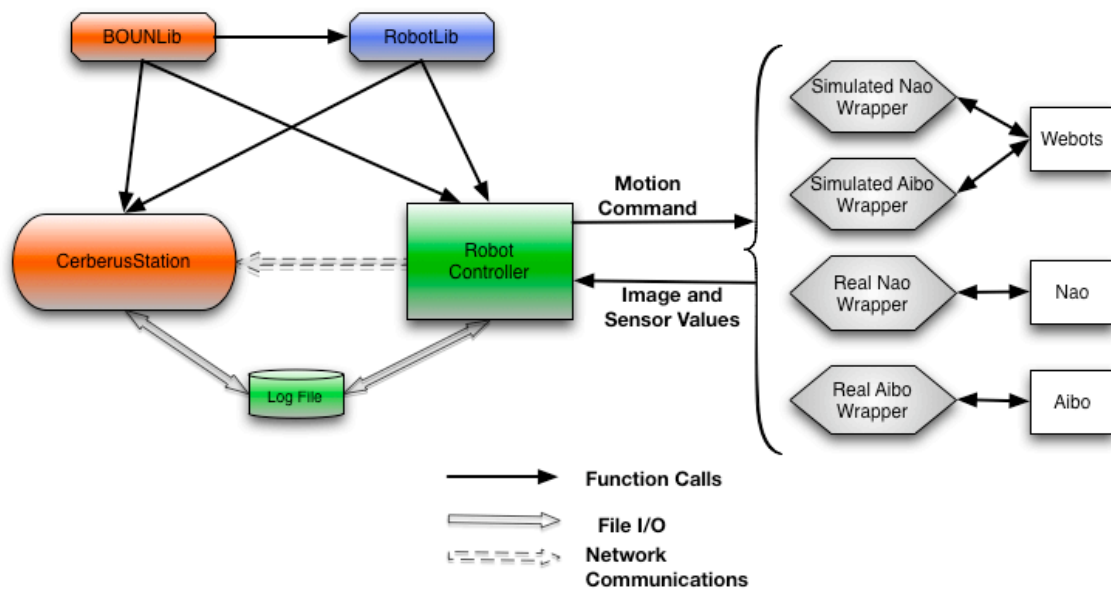 BOUNLib
RobotLib
CerberusStation
Robot
Controller
Log File
Motion
Command
Image and
Sensor Values
Simulated Nao
Wrapper
Simulated Aibo
Wrapper
Real Nao
Wrapper
Real Aibo
Wrapper
Webots
Nao
Aibo
Function Calls
File I/O
Network
Communications